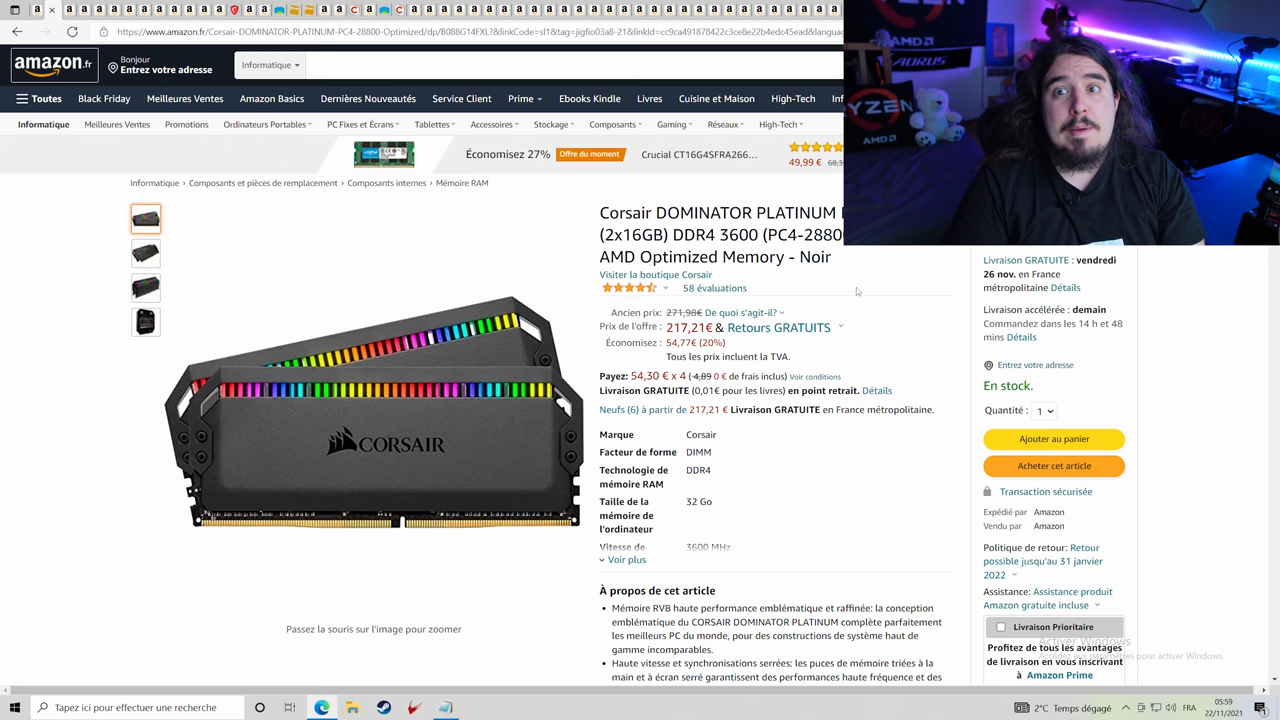 https://www.amazon.fr/Corsair-DOMINATOR-PLATINUM-PC4-28800-Optimized/dp/B088G14FXL?&linkCode=sl1&tag=jigfio03a8-21&linkId=cc9ca491878422c3ce8e22b4edc45ead&langua
amazon.fr
Bonjour
Entrez votre adresse
Informatique
Toutes Black Friday Meilleures Ventes Amazon Basics Dernières Nouveautés Service Client Prime Ebooks Kindle Livres Cuisine et Maison High-Tech Inf
Informatique Meilleures Ventes Promotions Ordinateurs Portables PC Fixes et Écrans Tablettes Accessoires Stockage Composants Gaming Réseaux High-Tech
Économisez 27% Offre du moment Crucial CT16G4SFRA266...
49,99 €
Informatique › Composants et pièces de remplacement › Composants internes › Mémoire RAM
AMD
AORUS
YZEN
AMD
Corsair DOMINATOR PLATINUM
(2x16GB) DDR4 3600 (PC4-2880
AMD Optimized Memory - Noir
Visiter la boutique Corsair
58 évaluations
Ancien prix: 271,98€ De quoi s'agit-il?
Prix de l'offre : 217,21€ & Retours GRATUITS
Économisez : 54,77€ (20%)
Tous les prix incluent la TVA.
Payez: 54,30 € x 4 (4,89 0 € de frais inclus) Voir conditions
Livraison GRATUITE (0,01€ pour les livres) en point retrait. Détails
Neufs (6) à partir de 217,21 € Livraison GRATUITE en France métropolitaine.
Marque Corsair
Facteur de forme DIMM
Technologie de mémoire RAM DDR4
Taille de la mémoire de l'ordinateur 32 Go
Vitesse de 3600 MHz
Voir plus
À propos de cet article
• Mémoire RVB haute performance emblématique et raffinée: la conception
emblématique du CORSAIR DOMINATOR PLATINUM complète parfaitement
les meilleurs PC du monde, pour des constructions de système haut de
gamme incomparables.
• Haute vitesse et synchronisations serrées: les puces de mémoire triées à la
main et à écran serré garantissent des performances haute fréquence et des
CORSAIR
Passez la souris sur l'image pour zoomer
Livraison GRATUITE : vendredi
26 nov. en France
métropolitaine Détails
Livraison accélérée : demain
Commandez dans les 14 h et 48
mins Détails
Entrez votre adresse
En stock.
Quantité : 1
Ajouter au panier
Acheter cet article
Transaction sécurisée
Expédié par Amazon
Vendu par Amazon
Politique de retour: Retour
possible jusqu'au 31 janvier
2022
Assistance: Assistance produit
Amazon gratuite incluse
Livraison Prioritaire
Profitez de tous les avantages
de livraison en vous inscrivant
à Amazon Prime
Activer Windows
Accédez aux paramètres pour activer Windows.
Tapez ici pour effectuer une recherche
2°C Temps dégagé
FRA
05:59
22/11/2021